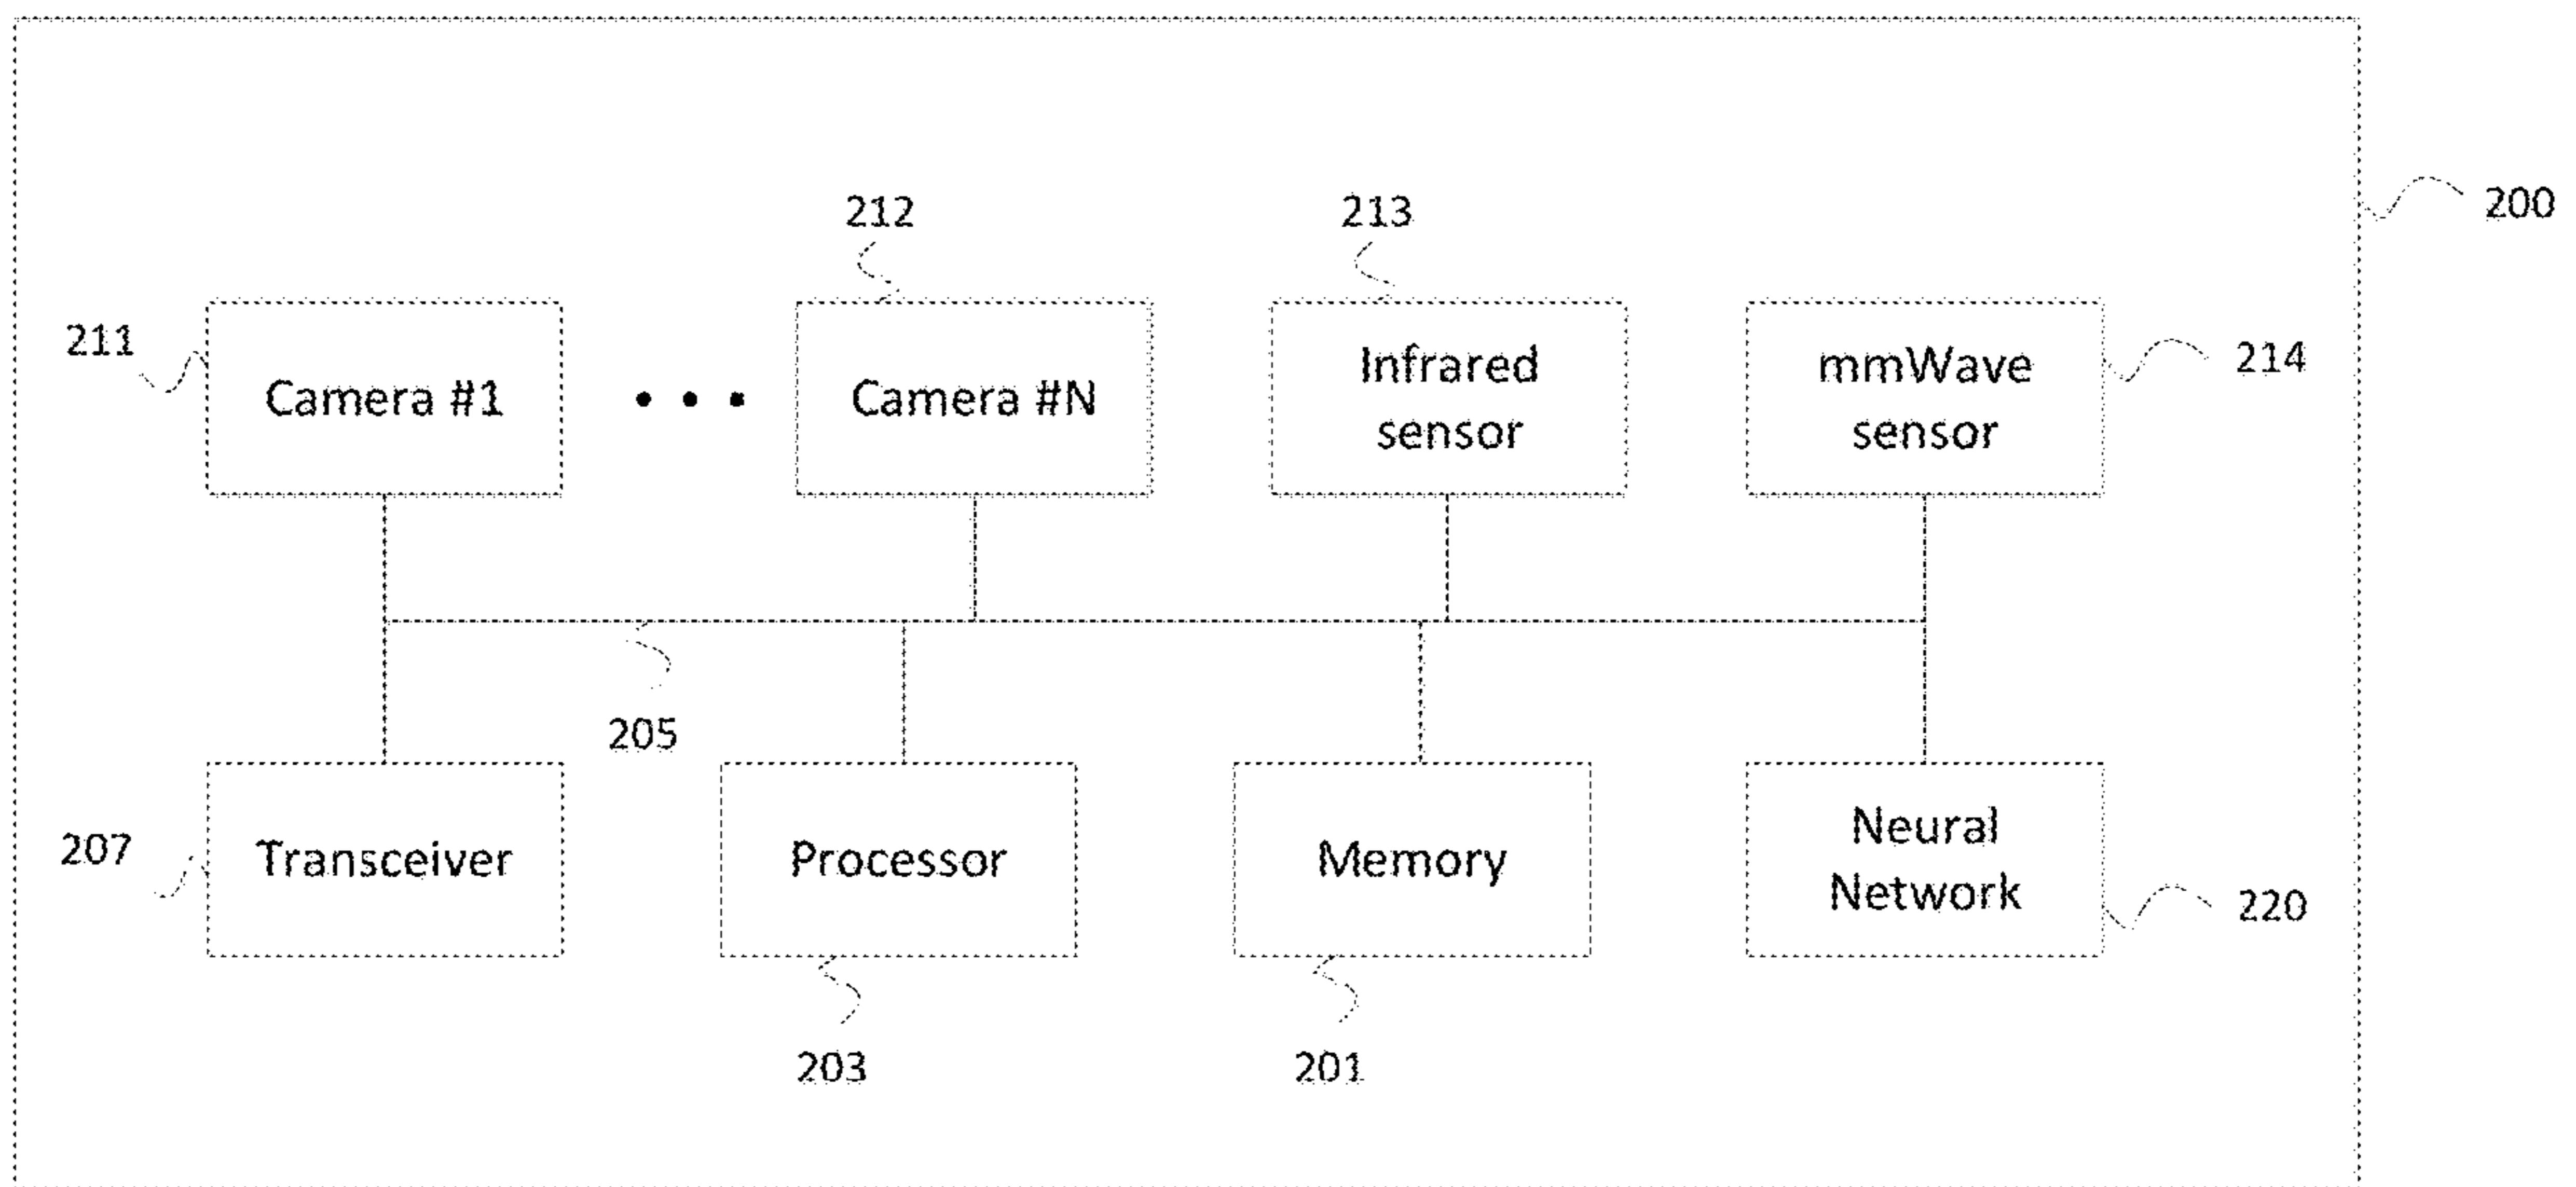 200
212
213
211
214
Camera #1
• • •
Camera #N
Infrared
sensor
mmWave
sensor
205
207
Transceiver
Processor
Memory
Neural
Network
220
203
201